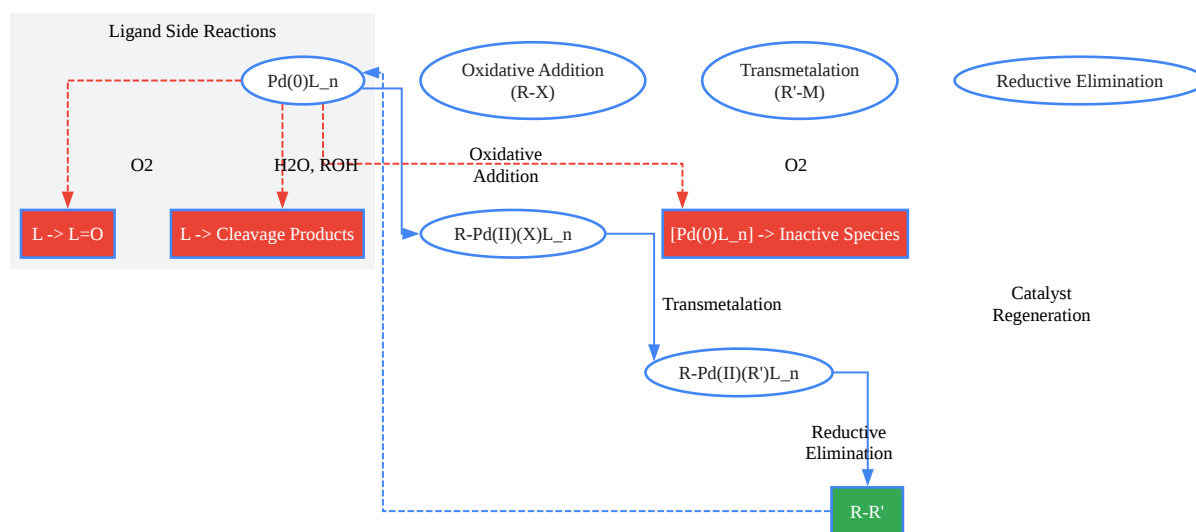 Ligand Side Reactions
Pd(0)L_n
Oxidative Addition
(R-X)
Transmetalation
(R'-M)
Reductive Elimination
O2
H2O, ROH
Oxidative
Addition
O2
L -> L=O
L -> Cleavage Products
R-Pd(II)(X)L_n
[Pd(0)L_n] -> Inactive Species
Transmetalation
Catalyst
Regeneration
R-Pd(II)(R')L_n
Reductive
Elimination
R-R'